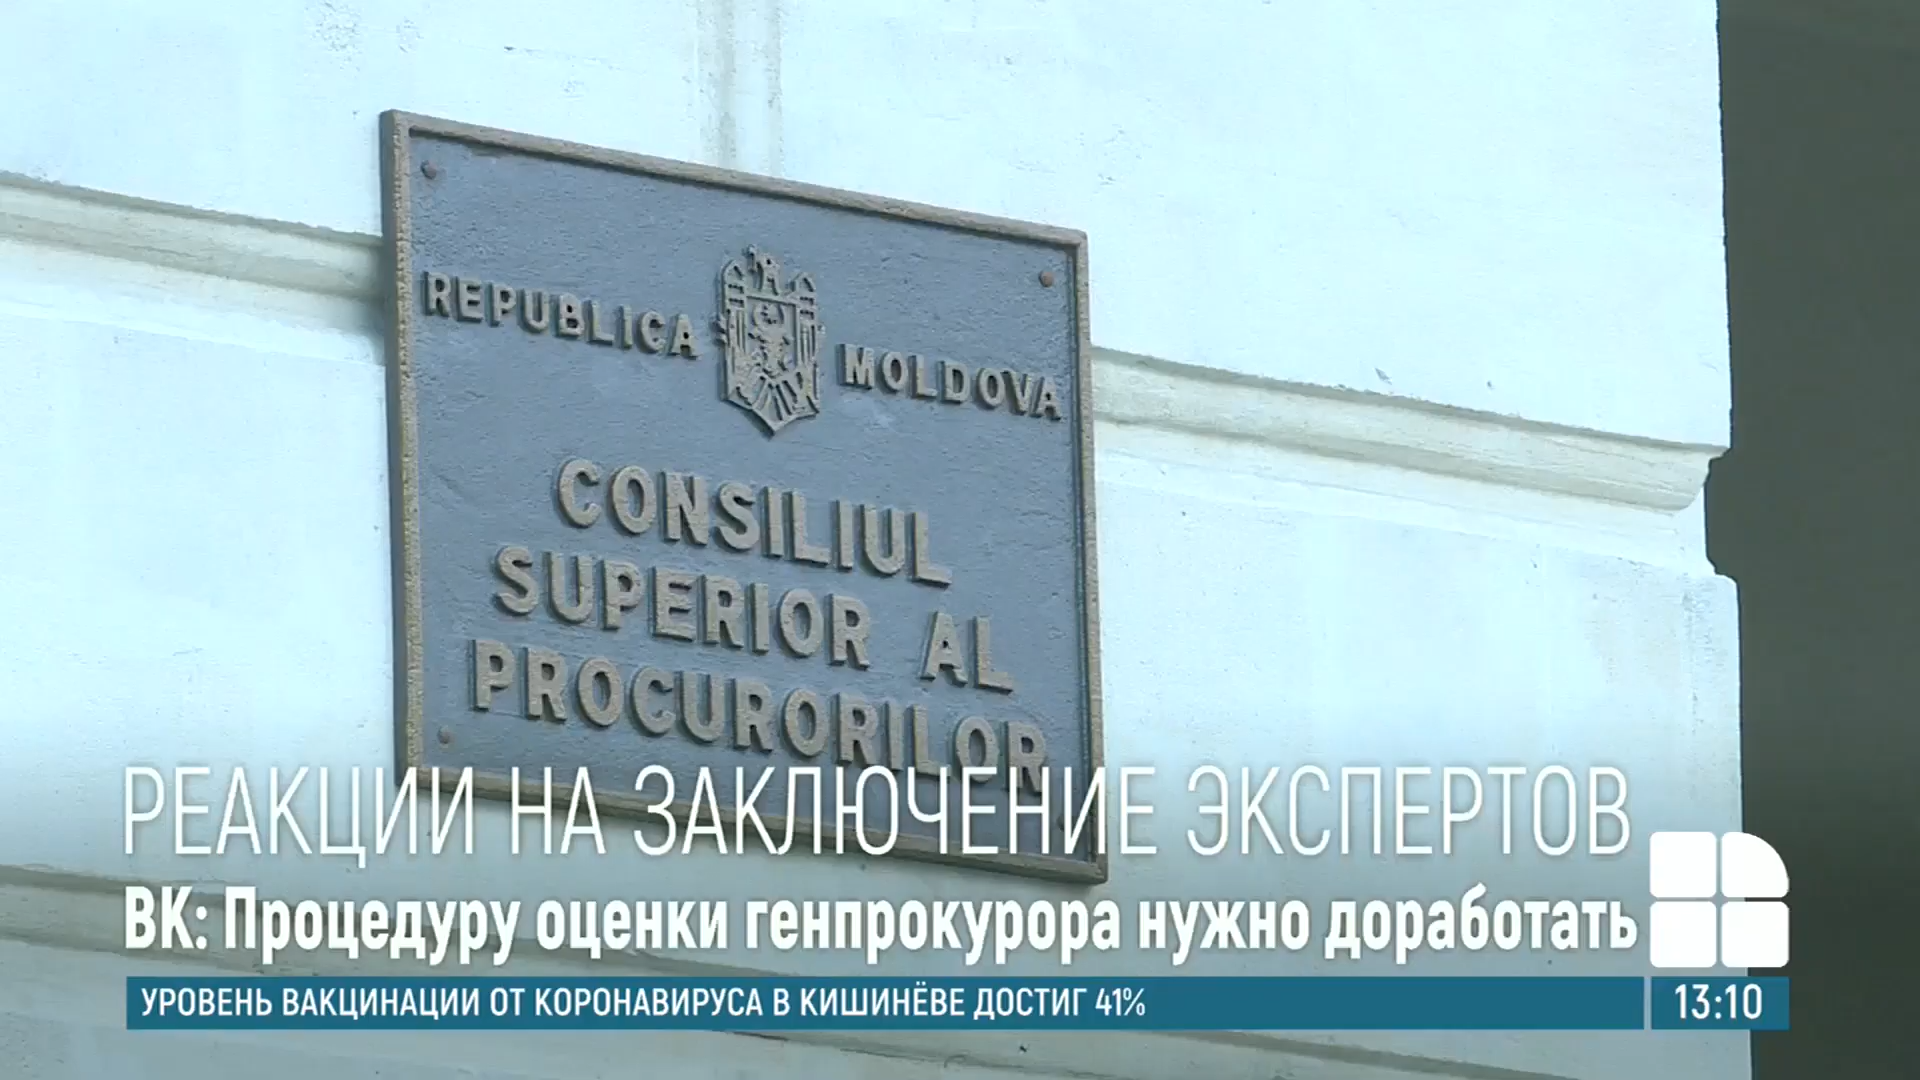 REPUBLICA MOLDOVA
CONSILIUL
SUPERIOR AL
PROCURORILOR
РЕАКЦИИ НА ЗАКЛЮЧЕНИЕ ЭКСПЕРТОВ
ВК: Процедуру оценки генпрокурора нужно доработать
УРОВЕНЬ ВАКЦИНАЦИИ ОТ КОРОНАВИРУСА В КИШИНЁВЕ ДОСТИГ 41%
13:10